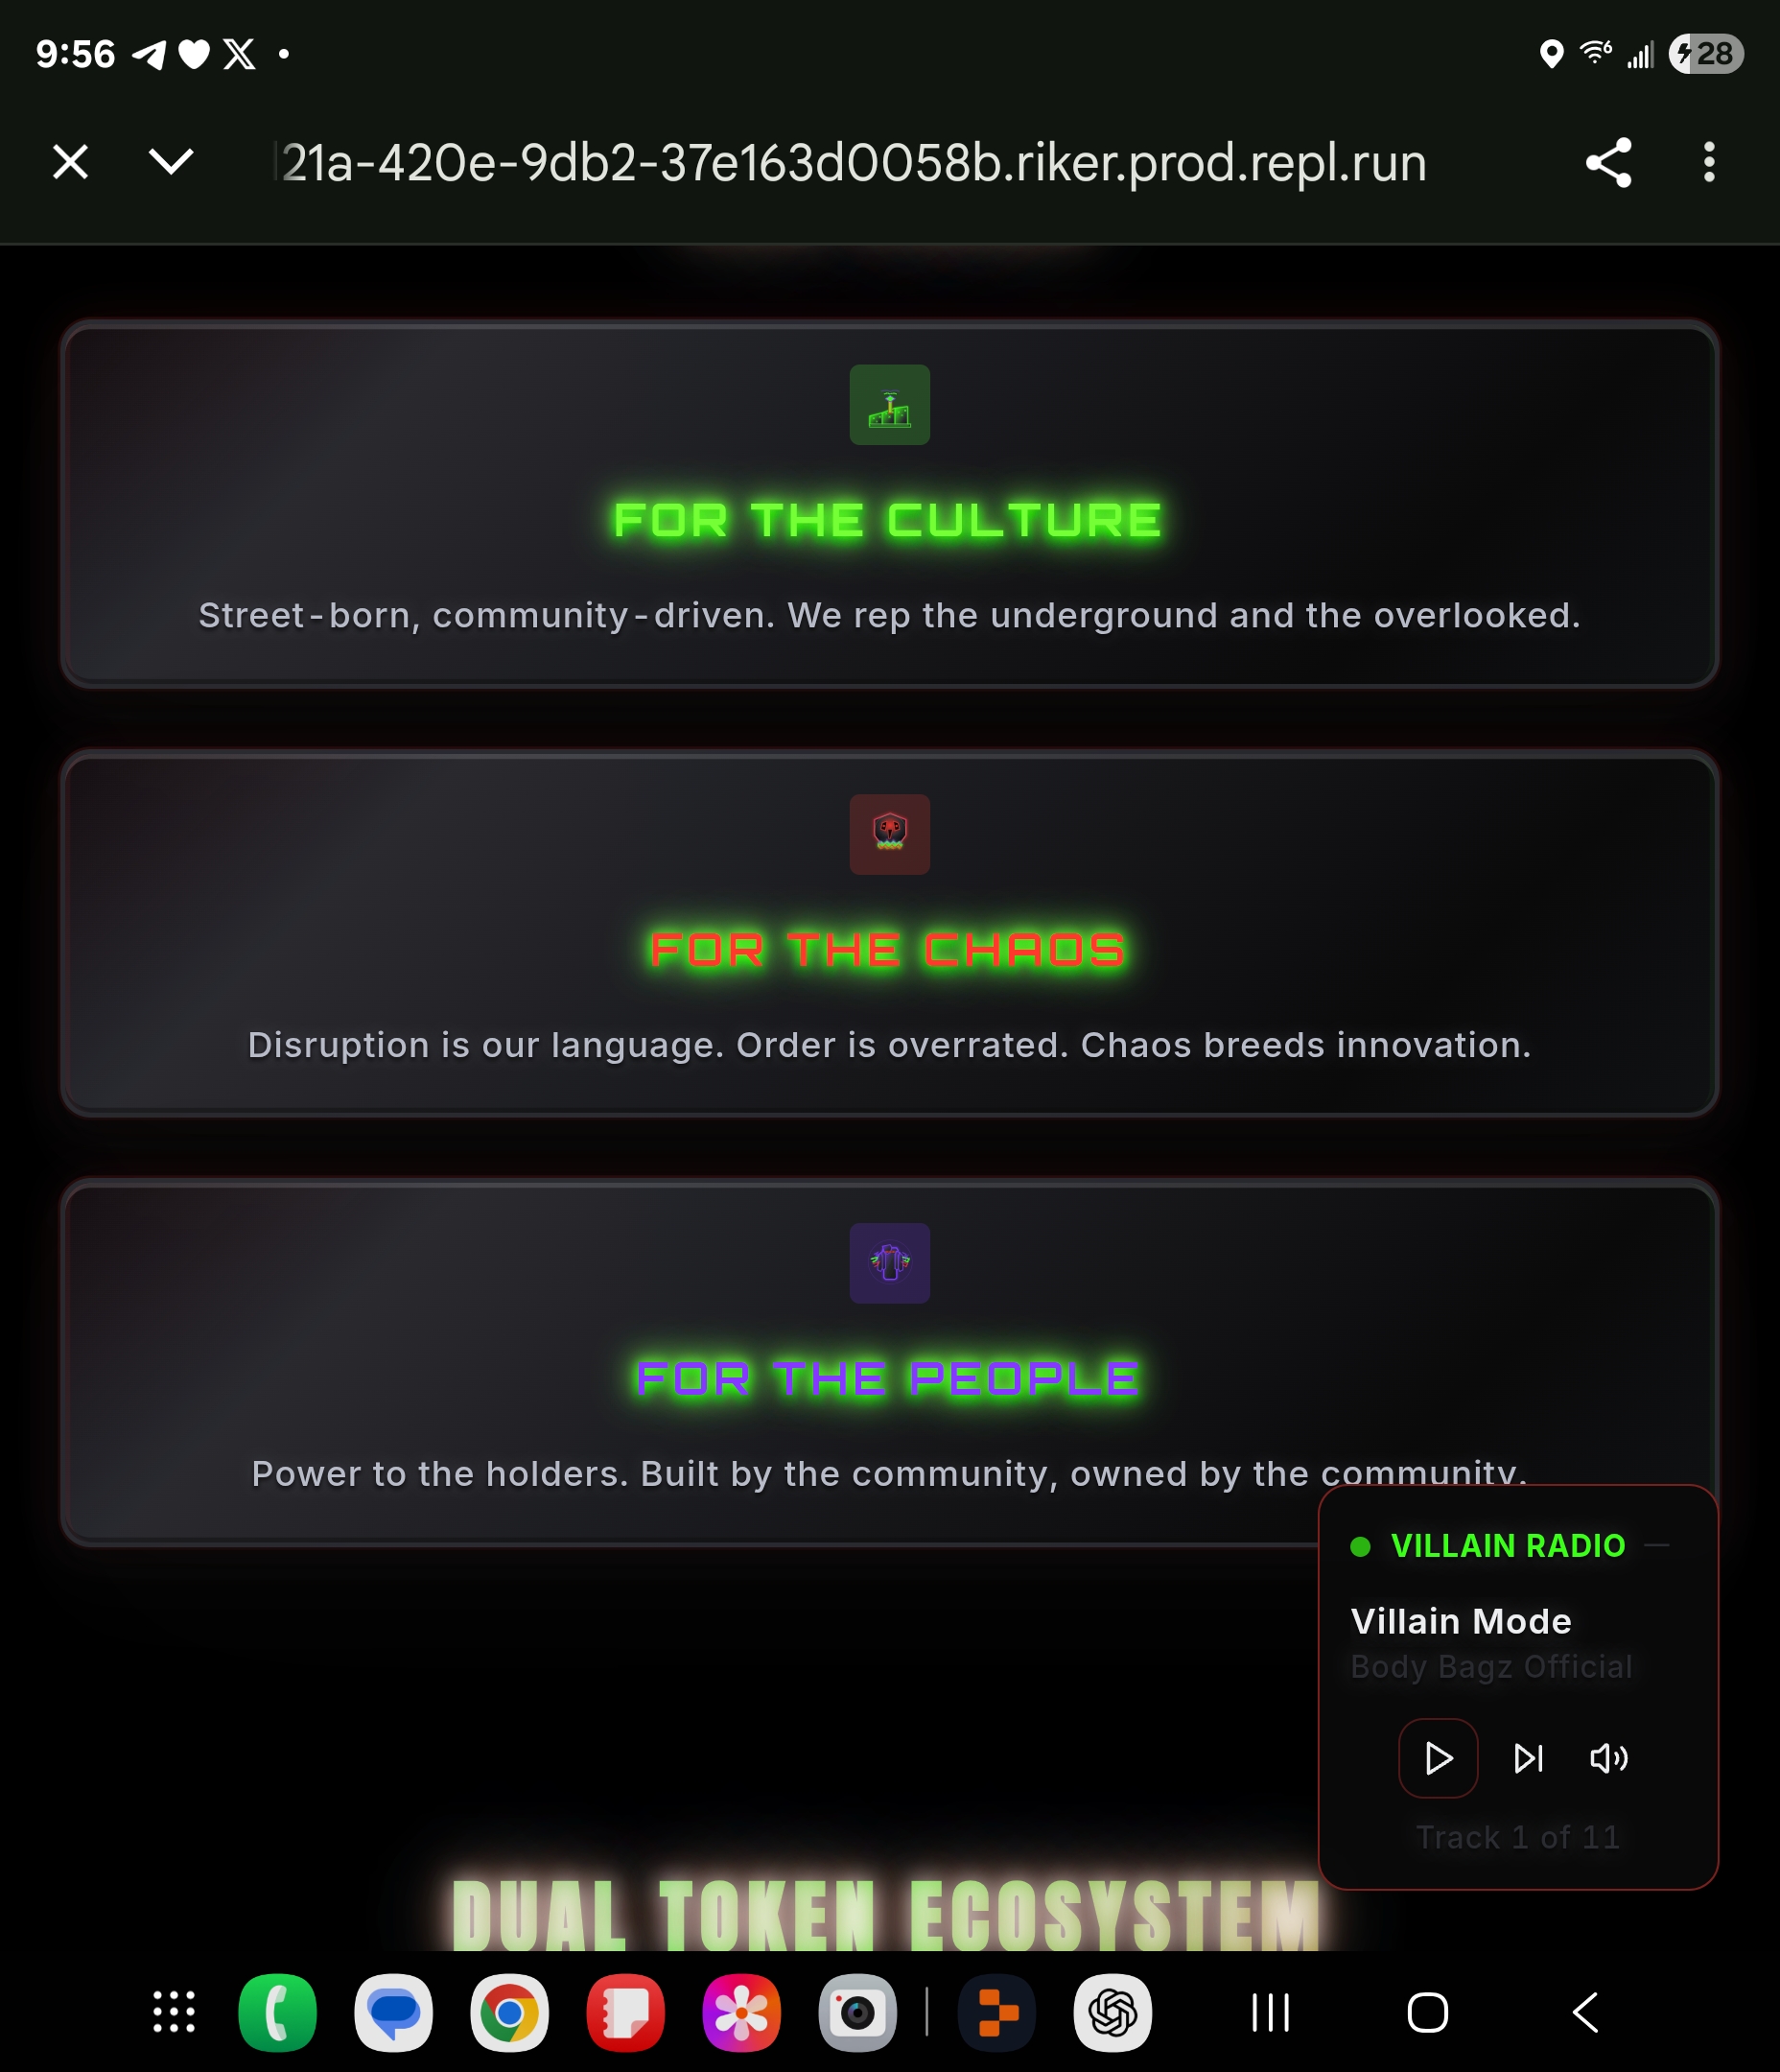 9:56
28
21a-420e-9db2-37e163d0058b.riker.prod.repl.run
FOR THE CULTURE
Street-born, community-driven. We rep the underground and the overlooked.
FOR THE CHAOS
Disruption is our language. Order is overrated. Chaos breeds innovation.
FOR THE PEOPLE
Power to the holders. Built by the community, owned by the community.
VILLAIN RADIO
Villain Mode
Body Bagz Official
Track 1 of 11
DUAL TOKEN ECOSYSTEM